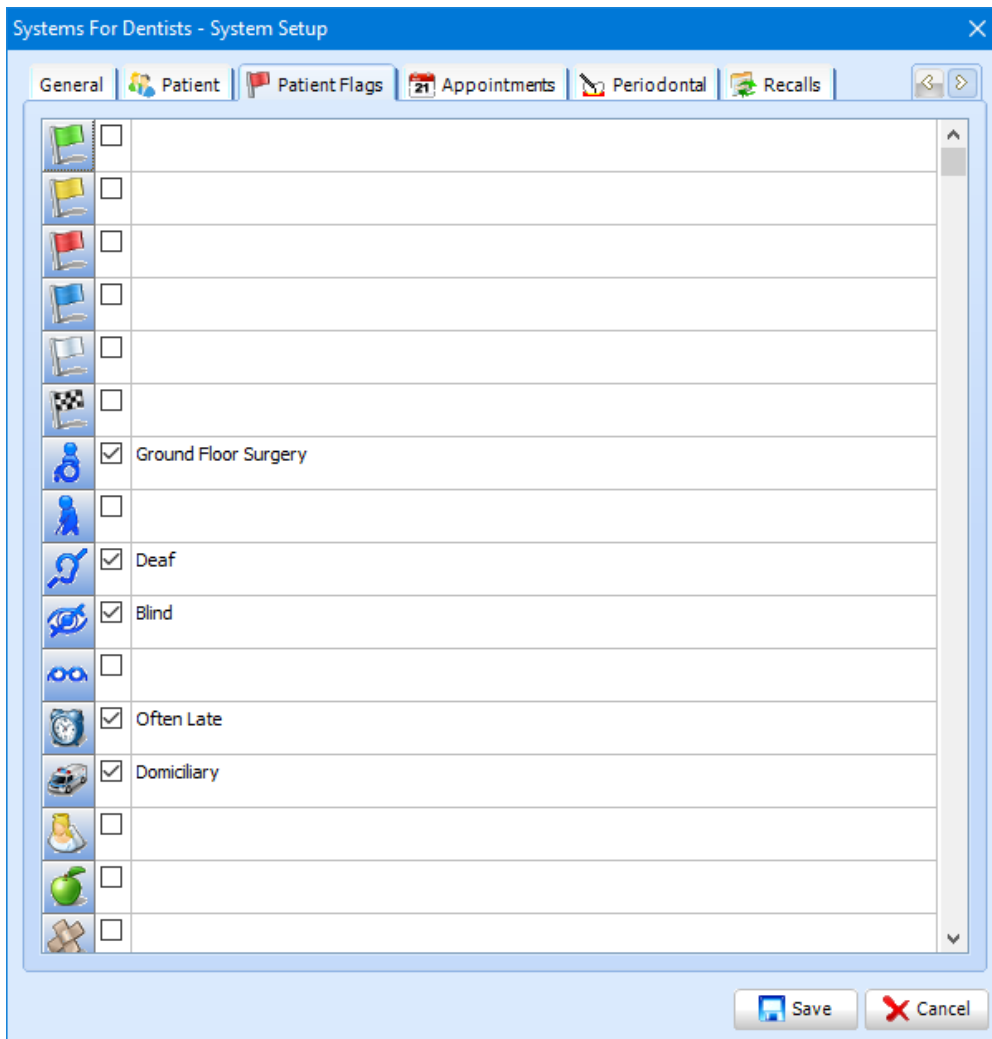 Systems For Dentists - System Setup
General Patient Patient Flags 21 Appointments Periodontal Recalls
Ground Floor Surgery
Deaf
Blind
Often Late
Domiciliary
Save Cancel